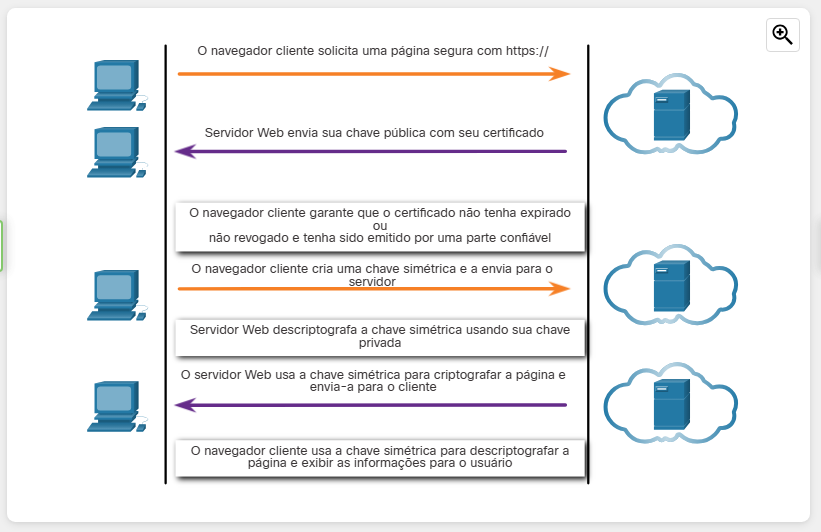 O navegador cliente solicita uma página segura com https://
Servidor Web envia sua chave pública com seu certificado
O navegador cliente garante que o certificado não tenha expirado
ou
não revogado e tenha sido emitido por uma parte confiável
O navegador cliente cria uma chave simétrica e a envia para o
servidor
Servidor Web descriptografa a chave simétrica usando sua chave
privada
O servidor Web usa a chave simétrica para criptografar a página e
envia-a para o cliente
O navegador cliente usa a chave simétrica para descriptografar a
página e exibir as informações para o usuário